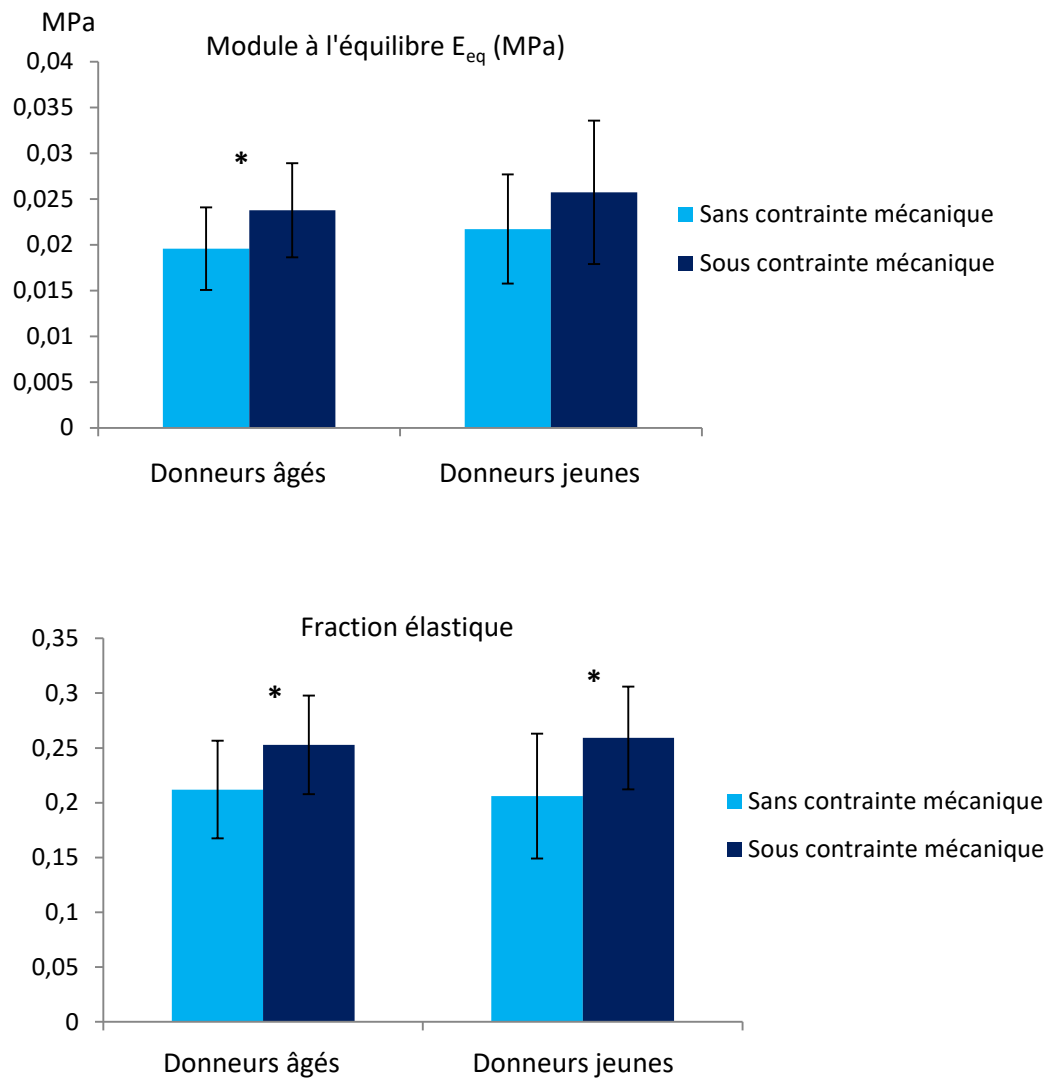 MPa
Module à l'équilibre Eeq (MPa)
0,04
0,035
0,03
0,025
0,02
0,015
0,01
0,005
0
*
Sans contrainte mécanique
Sous contrainte mécanique
Donneurs âgés
Donneurs jeunes
Fraction élastique
0,35
0,3
0,25
0,2
0,15
0,1
0,05
0
*
*
Sans contrainte mécanique
Sous contrainte mécanique
Donneurs âgés
Donneurs jeunes